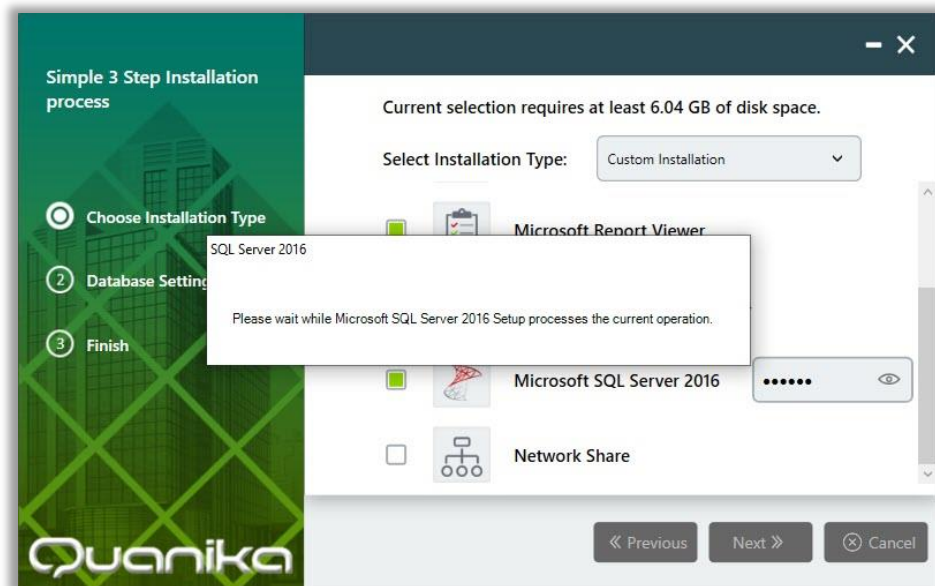 Simple 3 Step Installation
process
Current selection requires at least 6.04 GB of disk space.
Select Installation Type:
Custom Installation
Choose Installation Type
Microsoft Report Viewer
SQL Server 2016
2 Database Setting
Please wait while Microsoft SQL Server 2016 Setup processes the current operation.
3 Finish
Microsoft SQL Server 2016 ••••••
Network Share
Quanika
Previous
Next
Cancel